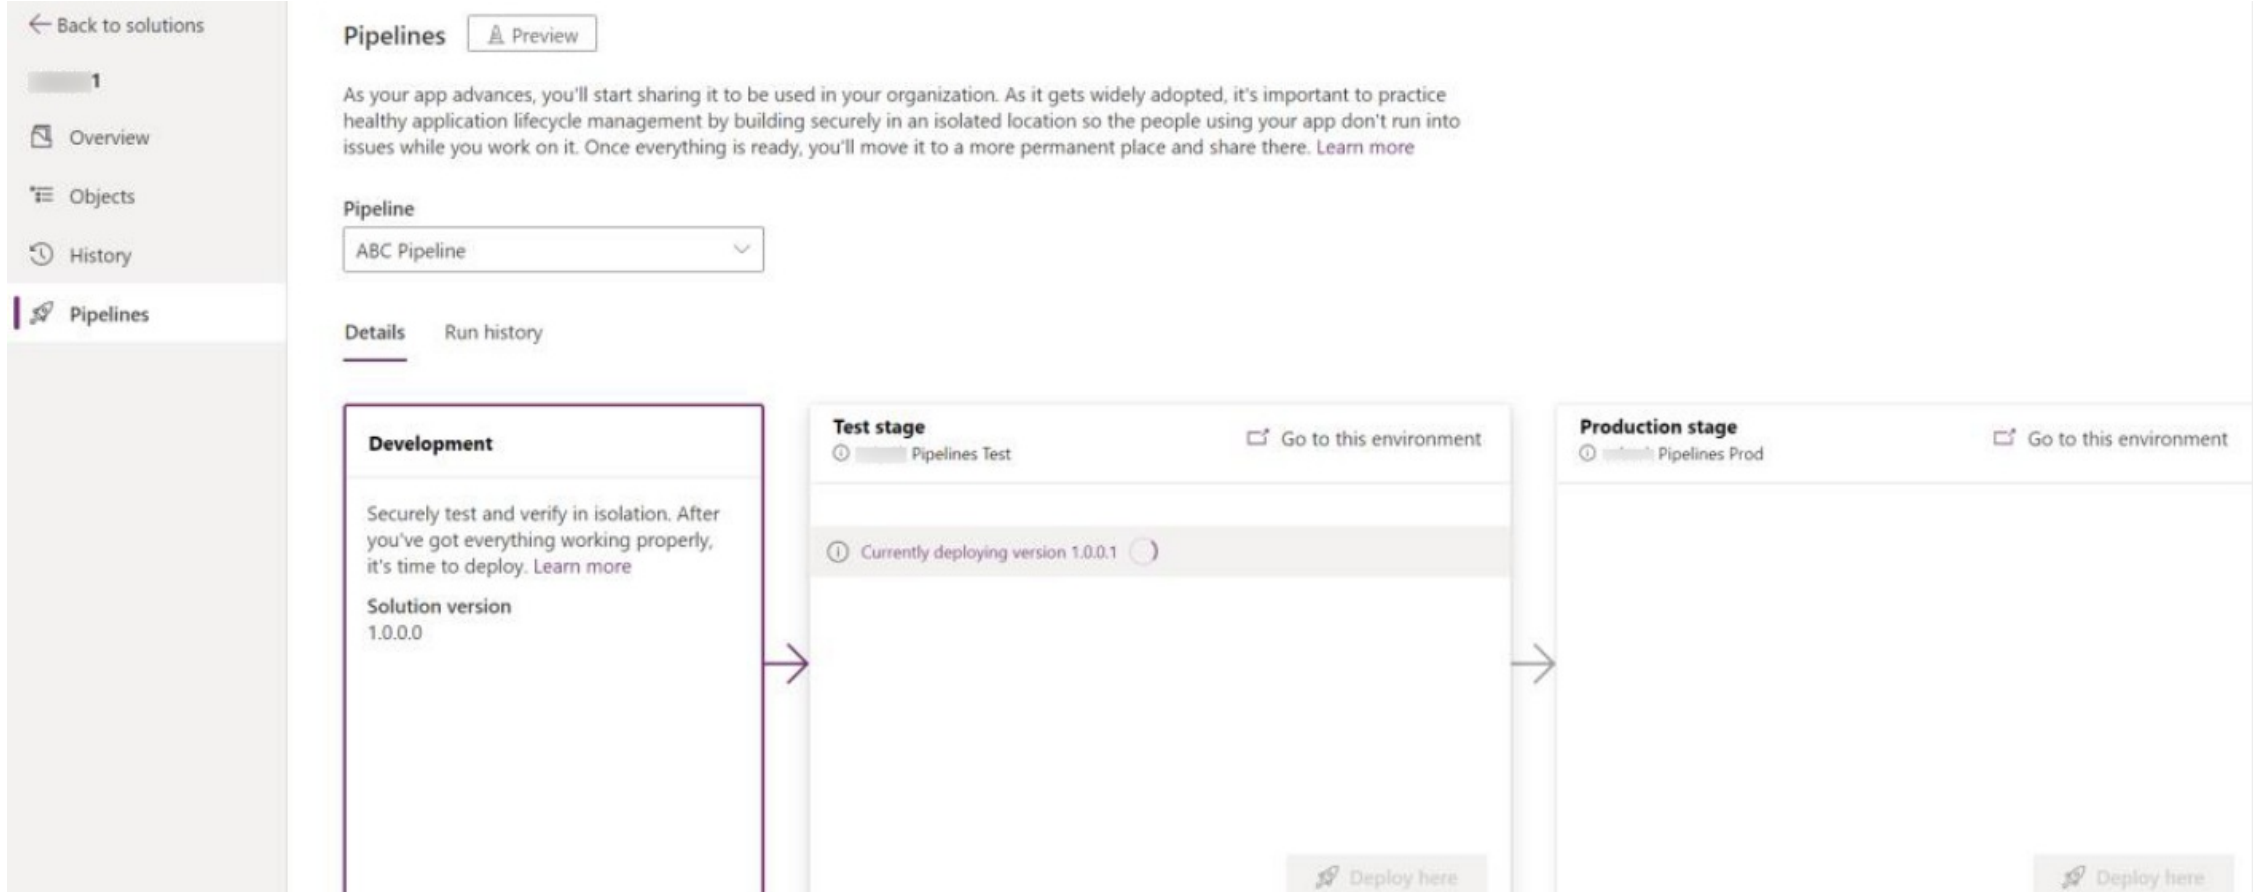 Back to solutions
1
Overview
Objects
History
Pipelines
Pipelines
Preview
As your app advances, you'll start sharing it to be used in your organization. As it gets widely adopted, it's important to practice
healthy application lifecycle management by building securely in an isolated location so the people using your app don't run into
issues while you work on it. Once everything is ready, you'll move it to a more permanent place and share there. Learn more
Pipeline
ABC Pipeline
Details Run history
Development
Securely test and verify in isolation. After
you've got everything working properly,
it's time to deploy. Learn more
Solution version
1.0.0.0
Test stage
Pipelines Test
Go to this environment
Currently deploying version 1.0.0.1
Deploy here
Production stage
Pipelines Prod
Go to this environment
Deploy here